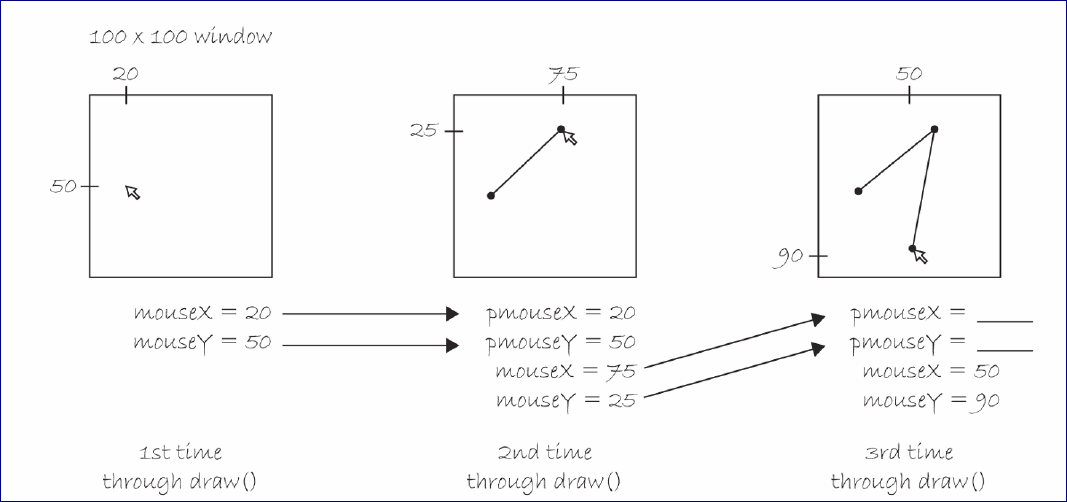 100 x 100 window
20
50
mouseX = 20
mouseY = 50
1st time
through draw()
75
25
pmouseX = 20
pmouseY = 50
mouseX = 75
mouseY = 25
2nd time
through draw()
50
90
pmouseX = ____
pmouseY = ____
mouseX = 50
mouseY = 90
3rd time
through draw()